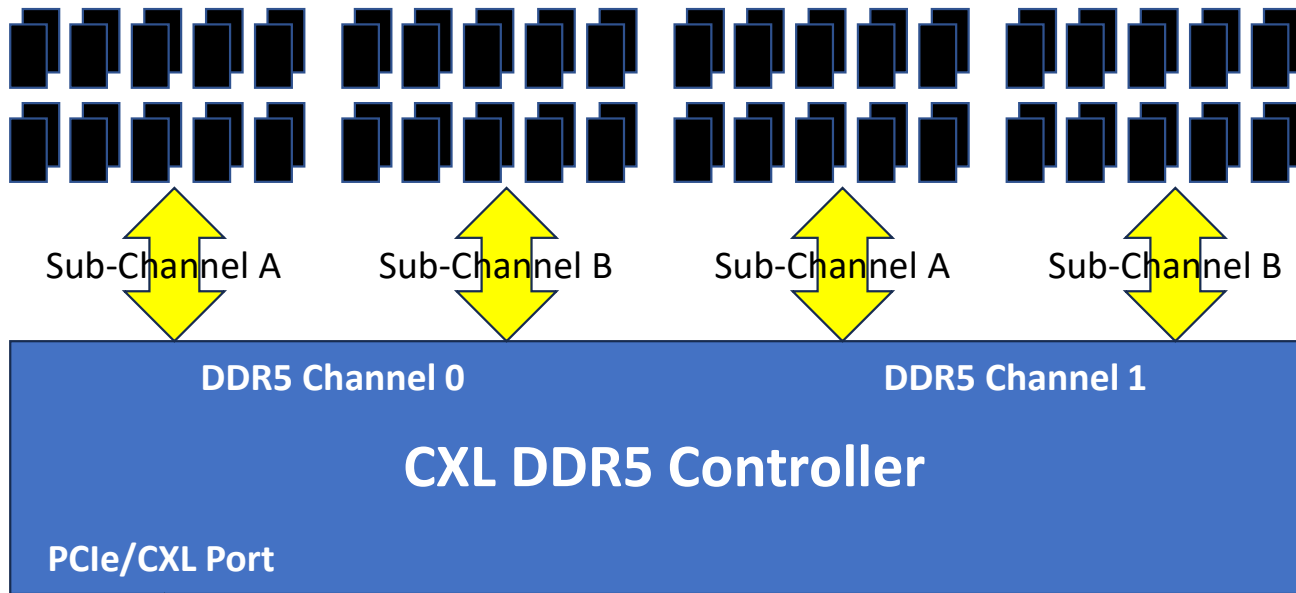 Sub-Channel A
Sub-Channel B
Sub-Channel A
Sub-Channel B
DDR5 Channel 0
DDR5 Channel 1
CXL DDR5 Controller
PCIe/CXL Port